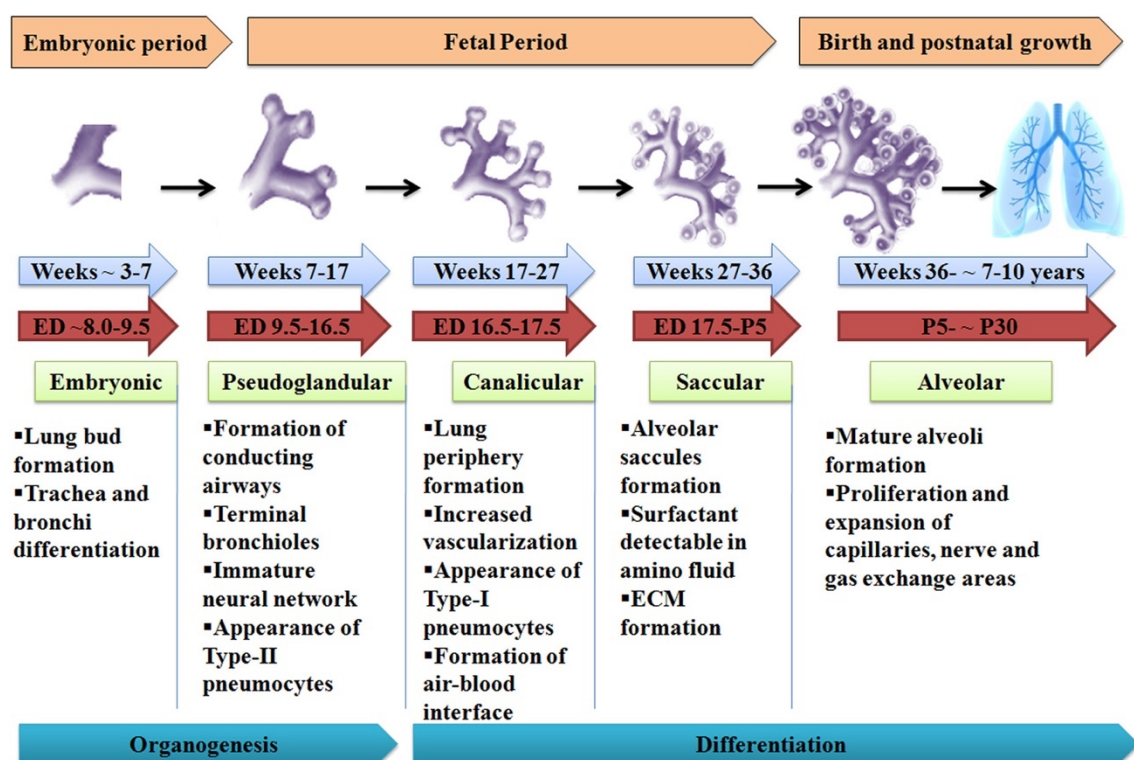 Embryonic period
Fetal Period
Birth and postnatal growth
Weeks ~ 3-7
Weeks 7-17
Weeks 17-27
Weeks 27-36
Weeks 36- ~ 7-10 years
ED ~8.0-9.5
ED 9.5-16.5
ED 16.5-17.5
ED 17.5-P5
P5- ~ P30
Embryonic
Pseudoglandular
Canalicular
Saccular
Alveolar
▪Lung bud
formation
▪Trachea and
bronchi
differentiation
▪Formation of
conducting
airways
▪Terminal
bronchioles
▪Immature
neural network
▪Appearance of
Type-II
pneumocytes
▪Lung
periphery
formation
▪Increased
vascularization
▪Appearance of
Type-I
pneumocytes
▪Formation of
air-blood
interface
▪Alveolar
saccules
formation
▪Surfactant
detectable in
amino fluid
▪ECM
formation
▪Mature alveoli
formation
▪Proliferation and
expansion of
capillaries, nerve and
gas exchange areas
Organogenesis
Differentiation